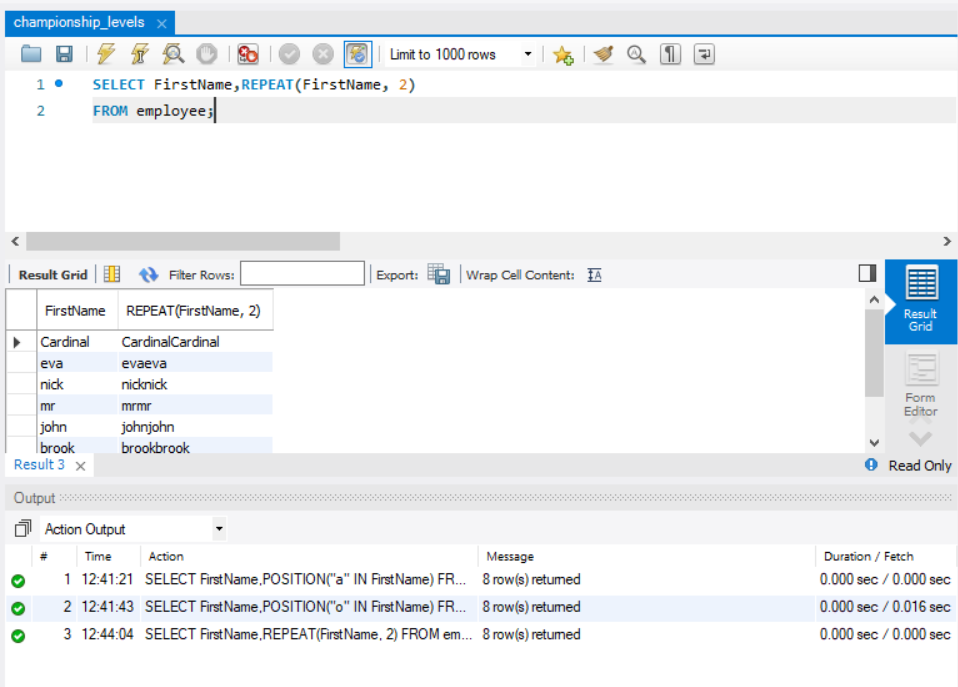 championship_levels
Limit to 1000 rows
1 SELECT FirstName,REPEAT(FirstName, 2)
2 FROM employee;
Result Grid Filter Rows: Export: Wrap Cell Content: IA
FirstName REPEAT(FirstName, 2)
Cardinal CardinalCardinal
eva evaeva
nick nicknick
mr mrmr
john johnjohn
brook brookbrook
Result
Grid
Form
Editor
Result 3 Read Only
Output
Action Output
# Time Action Message Duration / Fetch
1 12:41:21 SELECT FirstName,POSITION("a" IN FirstName) FR... 8 row(s) returned 0.000 sec / 0.000 sec
2 12:41:43 SELECT FirstName,POSITION("o" IN FirstName) FR... 8 row(s) returned 0.000 sec / 0.016 sec
3 12:44:04 SELECT FirstName,REPEAT(FirstName, 2) FROM em... 8 row(s) returned 0.000 sec / 0.000 sec